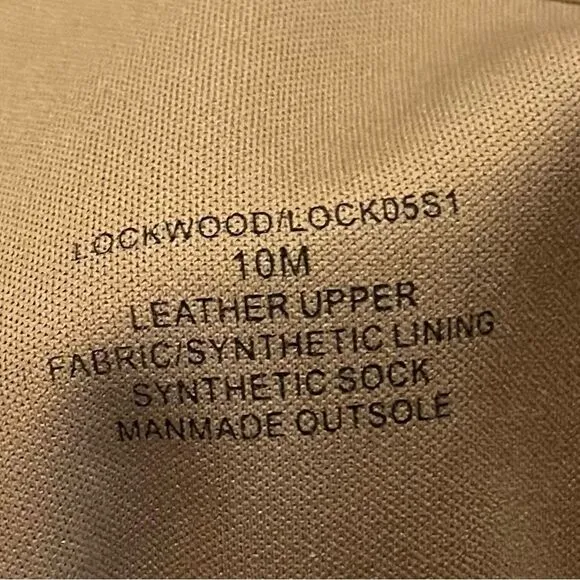 LOCKWOOD/LOCK05S1
10M
LEATHER UPPER
FABRIC/SYNTHETIC LINING
SYNTHETIC SOCK
MANMADE OUTSOLE